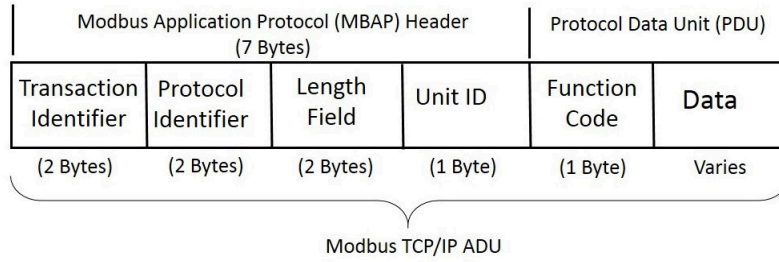 Modbus Application Protocol (MBAP) Header
(7 Bytes)
Protocol Data Unit (PDU)
Transaction
Identifier
Protocol
Identifier
Length
Field
Unit ID
Function
Code
Data
(2 Bytes)
(2 Bytes)
(2 Bytes)
(1 Byte)
(1 Byte)
Varies
Modbus TCP/IP ADU